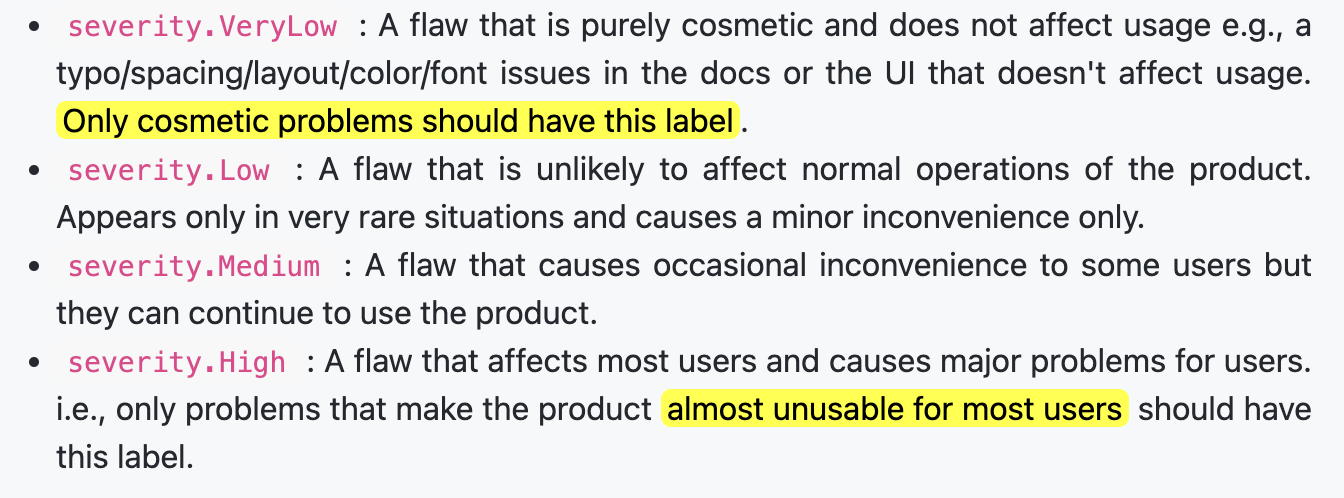 • severity.VeryLow : A flaw that is purely cosmetic and does not affect usage e.g., a
typo/spacing/layout/color/font issues in the docs or the UI that doesn't affect usage.
Only cosmetic problems should have this label.
• severity.Low : A flaw that is unlikely to affect normal operations of the product.
Appears only in very rare situations and causes a minor inconvenience only.
• severity.Medium : A flaw that causes occasional inconvenience to some users but
they can continue to use the product.
• severity.High : A flaw that affects most users and causes major problems for users.
i.e., only problems that make the product almost unusable for most users should have
this label.